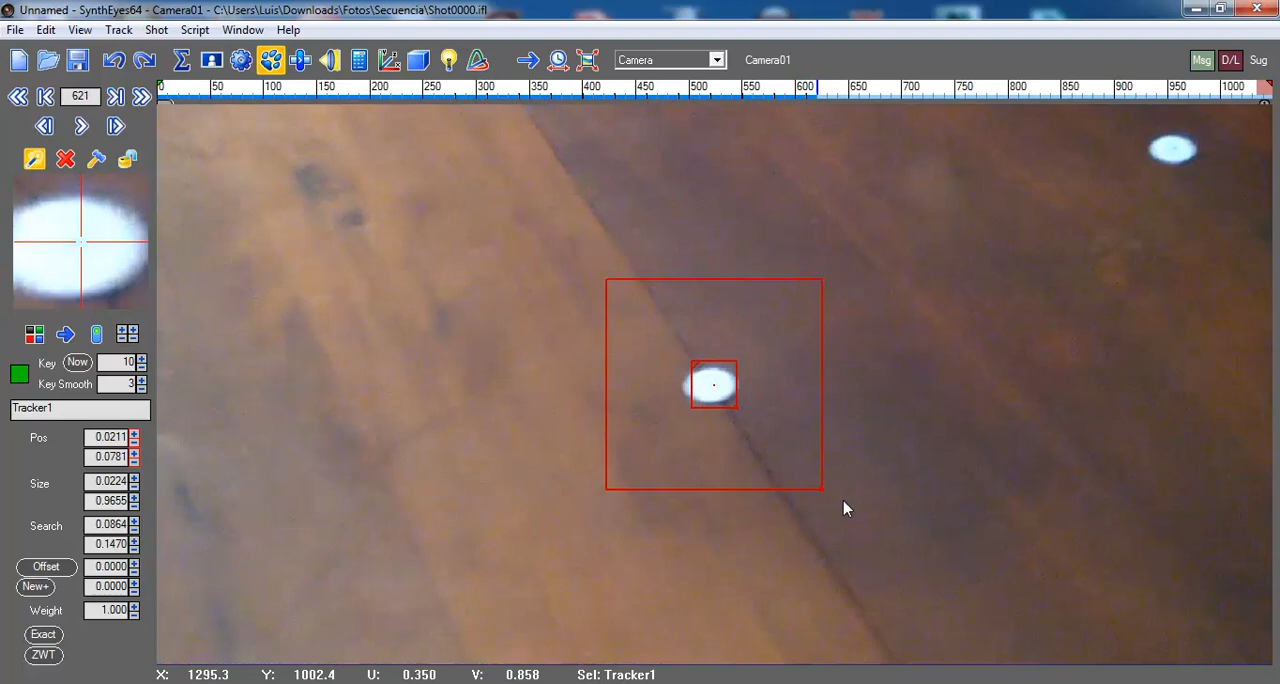 Unnamed - SynthEyes64 - Camera01 - C:\Users\Luis\Downloads\Fotos\Secuencia\Shot0000.ifl
File Edit View Track Shot Script Window Help
Camera Camera01 Msg D/L Sug
621 0 50 100 150 200 250 300 350 400 450 500 550 600 650 700 750 800 850 900 950 1000
Key Now 10
Key Smooth 3
Tracker1
Pos 0.0211
0.0781
Size 0.0224
0.9655
Search 0.0864
0.1470
Offset 0.0000
New+ 0.0000
Weight 1.000
Exact
ZWT
X: 1295.3 Y: 1002.4 U: 0.350 V: 0.858 Sel: Tracker1